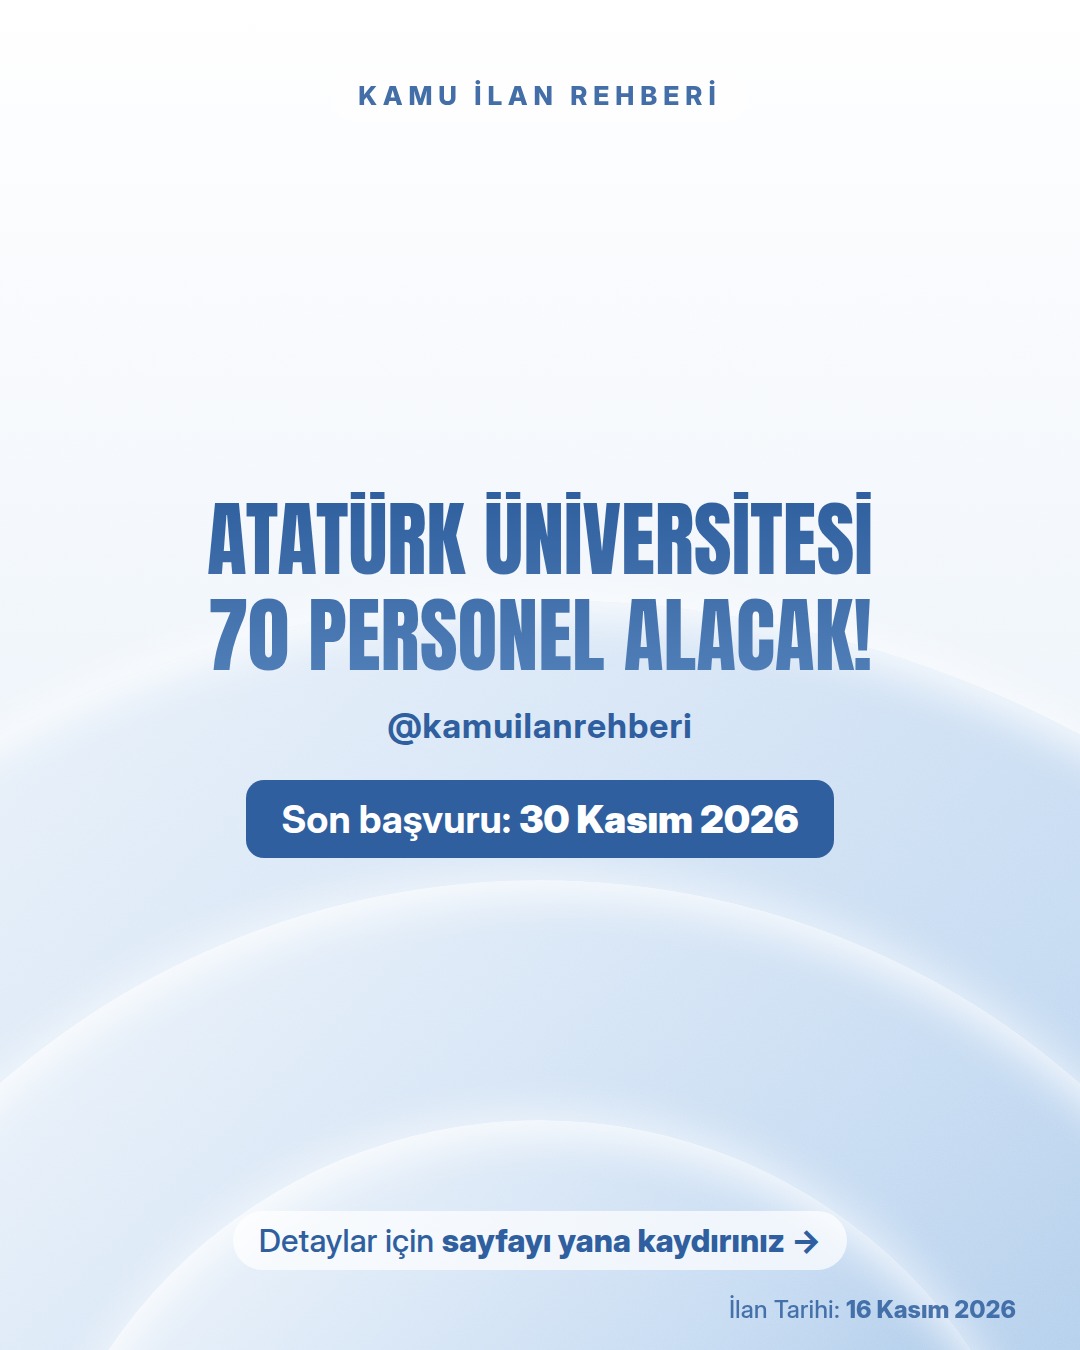 KAMU İLAN REHBERİ
ATATÜRK ÜNİVERSİTESİ
70 PERSONEL ALACAK!
@kamuilanrehberi
Son başvuru: 30 Kasım 2026
Detaylar için sayfayı yana kaydırınız →
İlan Tarihi: 16 Kasım 2026